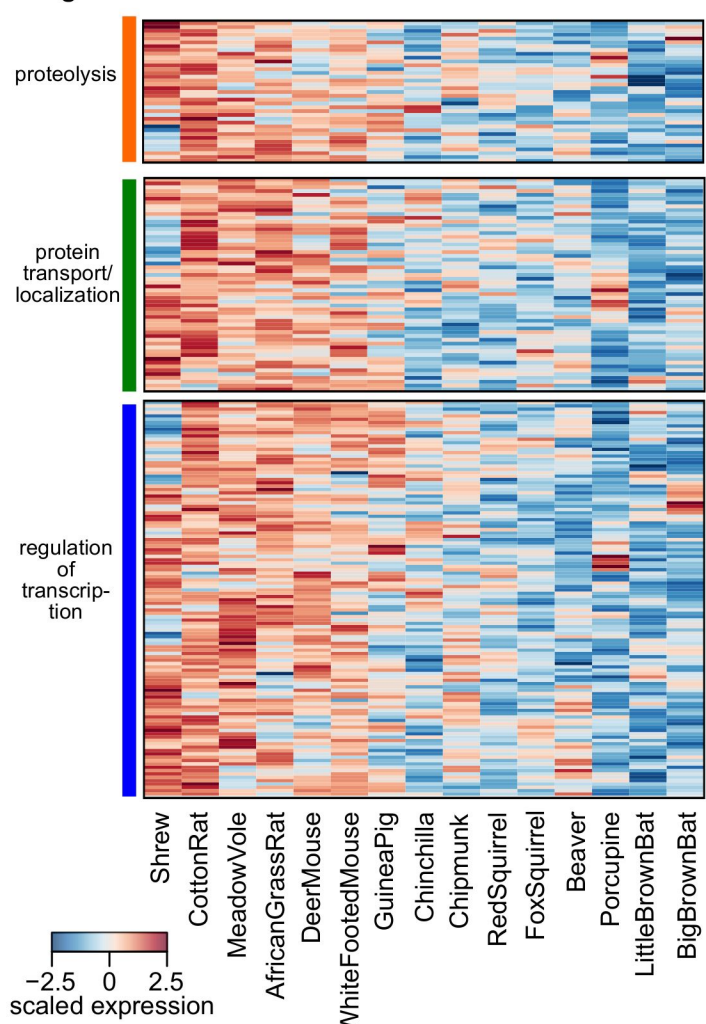 proteolysis
protein
transport/
localization
regulation
of
transcrip-
tion
Shrew
CottonRat
MeadowVole
AfricanGrassRat
DeerMouse
WhiteFootedMouse
GuineaPig
Chinchilla
Chipmunk
RedSquirrel
FoxSquirrel
Beaver
Porcupine
LittleBrownBat
BigBrownBat
−2.5 0 2.5
scaled expression